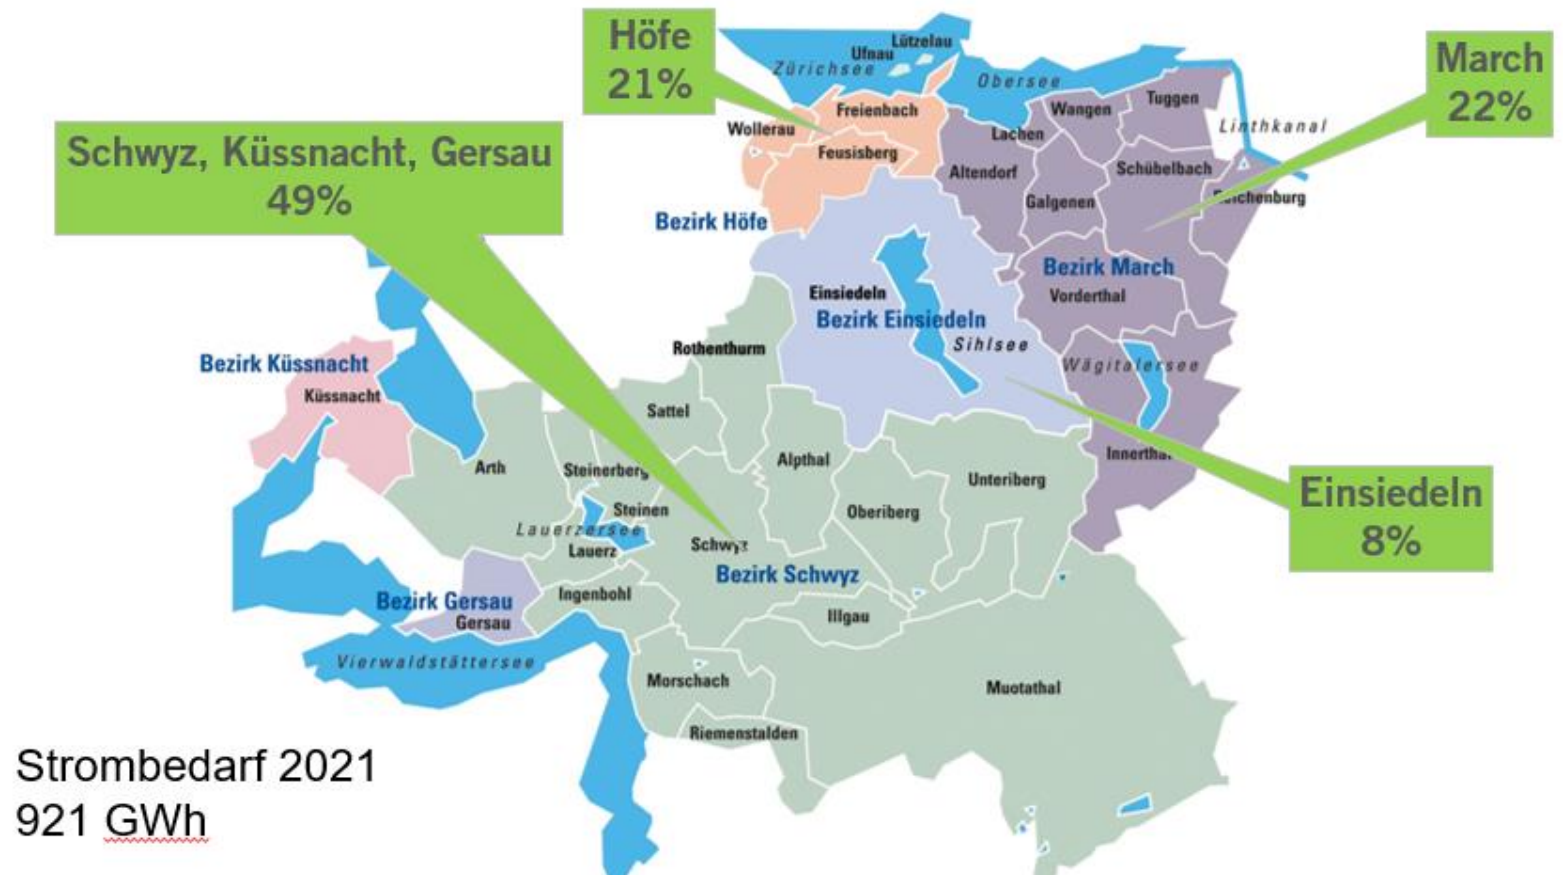 Höfe
21%
March
22%
Schwyz, Küssnacht, Gersau
49%
Einsiedeln
8%
Lützelau
Ufnau
Zürichsee
Obersee
Freienbach
Wollerau
Feusisberg
Bezirk Höfe
Tuggen
Wangen
Lachen
Linthkanal
Altendorf
Schübelbach
Galgenen
Bezirk March
Vorderthal
Wägitalersee
Einsiedeln
Bezirk Einsiedeln
Sihlsee
Rothenthurm
Bezirk Küssnacht
Küssnacht
Sattel
Arth
Steinerberg
Alpthal
Unteriberg
Steinen
Oberiberg
Lauerzersee
Lauerz
Schwyz
Bezirk Schwyz
Ingenbohl
Bezirk Gersau
Gersau
Illgau
Vierwaldstättersee
Morschach
Muotathal
Riemenstalden
Strombedarf 2021
921 GWh